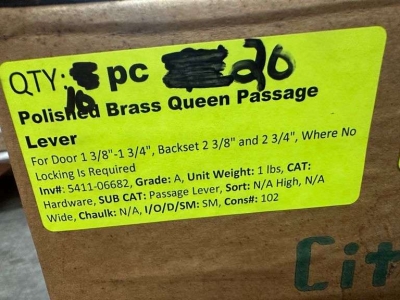 QTY: pc 20
10
Polished Brass Queen Passage
Lever
For Door 1 3/8"-1 3/4", Backset 2 3/8" and 2 3/4", Where No
Locking Is Required
Inv#: 5411-06682, Grade: A, Unit Weight: 1 lbs, CAT:
Hardware, SUB CAT: Passage Lever, Sort: N/A High, N/A
Wide, Chaulk: N/A, I/O/D/SM: SM, Cons#: 102
Cit